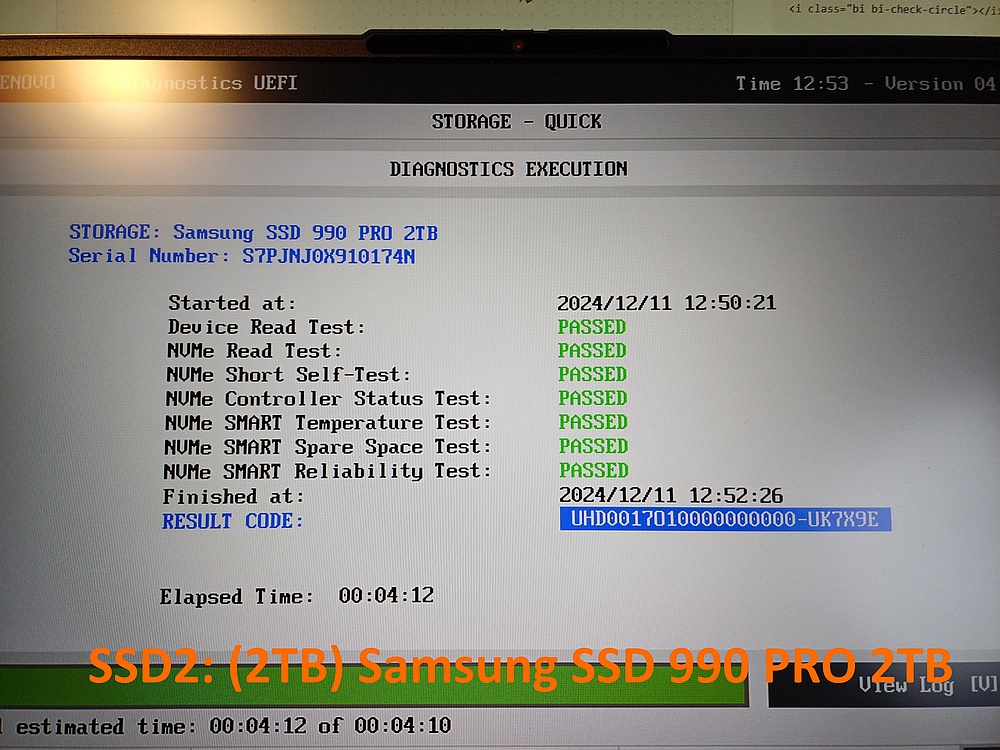 <i class="bi bi-check-circle"></i>
ENOVO - Diagnostics UEFI
Time 12:53 - Version 04
STORAGE - QUICK
DIAGNOSTICS EXECUTION
STORAGE: Samsung SSD 990 PRO 2TB
Serial Number: S7PJNJ0X910174N
Started at: 2024/12/11 12:50:21
Device Read Test: PASSED
NVMe Read Test: PASSED
NVMe Short Self-Test: PASSED
NVMe Controller Status Test: PASSED
NVMe SMART Temperature Test: PASSED
NVMe SMART Spare Space Test: PASSED
NVMe SMART Reliability Test: PASSED
Finished at: 2024/12/11 12:52:26
RESULT CODE: UHD0017010000000000-UK7X9E
Elapsed Time: 00:04:12
SSD2: (2TB) Samsung SSD 990 PRO 2TB
View Log [V]
estimated time: 00:04:12 of 00:04:10